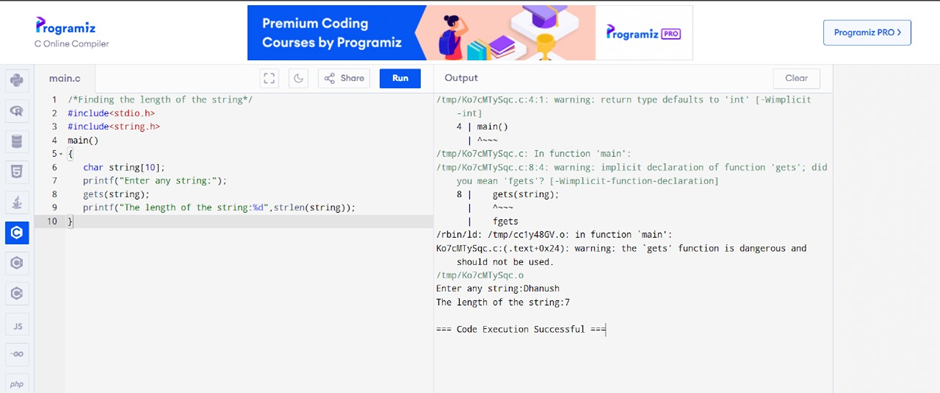 Programiz
C Online Compiler
Premium Coding
Courses by Programiz
Programiz PRO
Programiz PRO >
main.c
Share
Run
Output
Clear
1 /*Finding the length of the string*/
2 #include<stdio.h>
3 #include<string.h>
4 main()
5 {
6 char string[10];
7 printf("Enter any string:");
8 gets(string);
9 printf("The length of the string:%d",strlen(string));
10 }
/tmp/Ko7cMTySqc.c:4:1: warning: return type defaults to 'int' [-Wimplicit
-int]
4 | main()
| ^~~~
/tmp/Ko7cMTySqc.c: In function 'main':
/tmp/Ko7cMTySqc.c:8:4: warning: implicit declaration of function 'gets'; did
you mean 'fgets'? [-Wimplicit-function-declaration]
8 | gets(string);
| ^~~~
| fgets
/rbin/ld: /tmp/cc1y48GV.o: in function `main':
Ko7cMTySqc.c:(.text+0x24): warning: the `gets' function is dangerous and
should not be used.
/tmp/Ko7cMTySqc.o
Enter any string:Dhanush
The length of the string:7
=== Code Execution Successful ===
JS
GO
php